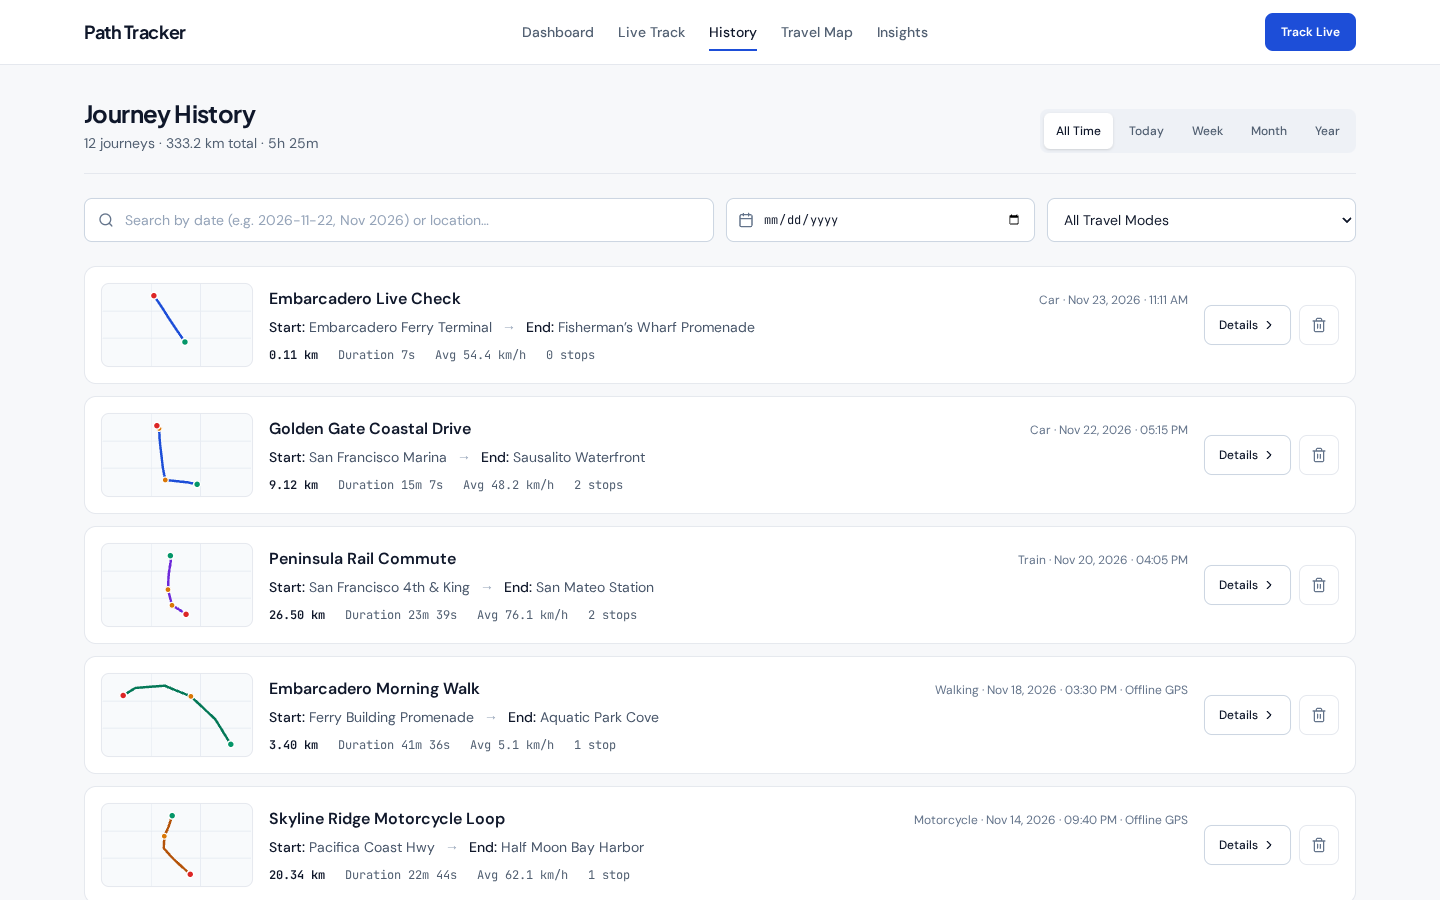 Path Tracker
Dashboard Live Track History Travel Map Insights
Track Live
Journey History
12 journeys · 333.2 km total · 5h 25m
All Time Today Week Month Year
Search by date (e.g. 2026-11-22, Nov 2026) or location...
mm/dd/yyyy
All Travel Modes
Embarcadero Live Check
Car · Nov 23, 2026 · 11:11 AM
Start: Embarcadero Ferry Terminal → End: Fisherman's Wharf Promenade
0.11 km Duration 7s Avg 54.4 km/h 0 stops
Details
Golden Gate Coastal Drive
Car · Nov 22, 2026 · 05:15 PM
Start: San Francisco Marina → End: Sausalito Waterfront
9.12 km Duration 15m 7s Avg 48.2 km/h 2 stops
Details
Peninsula Rail Commute
Train · Nov 20, 2026 · 04:05 PM
Start: San Francisco 4th & King → End: San Mateo Station
26.50 km Duration 23m 39s Avg 76.1 km/h 2 stops
Details
Embarcadero Morning Walk
Walking · Nov 18, 2026 · 03:30 PM · Offline GPS
Start: Ferry Building Promenade → End: Aquatic Park Cove
3.40 km Duration 41m 36s Avg 5.1 km/h 1 stop
Details
Skyline Ridge Motorcycle Loop
Motorcycle · Nov 14, 2026 · 09:40 PM · Offline GPS
Start: Pacifica Coast Hwy → End: Half Moon Bay Harbor
20.34 km Duration 22m 44s Avg 62.1 km/h 1 stop
Details